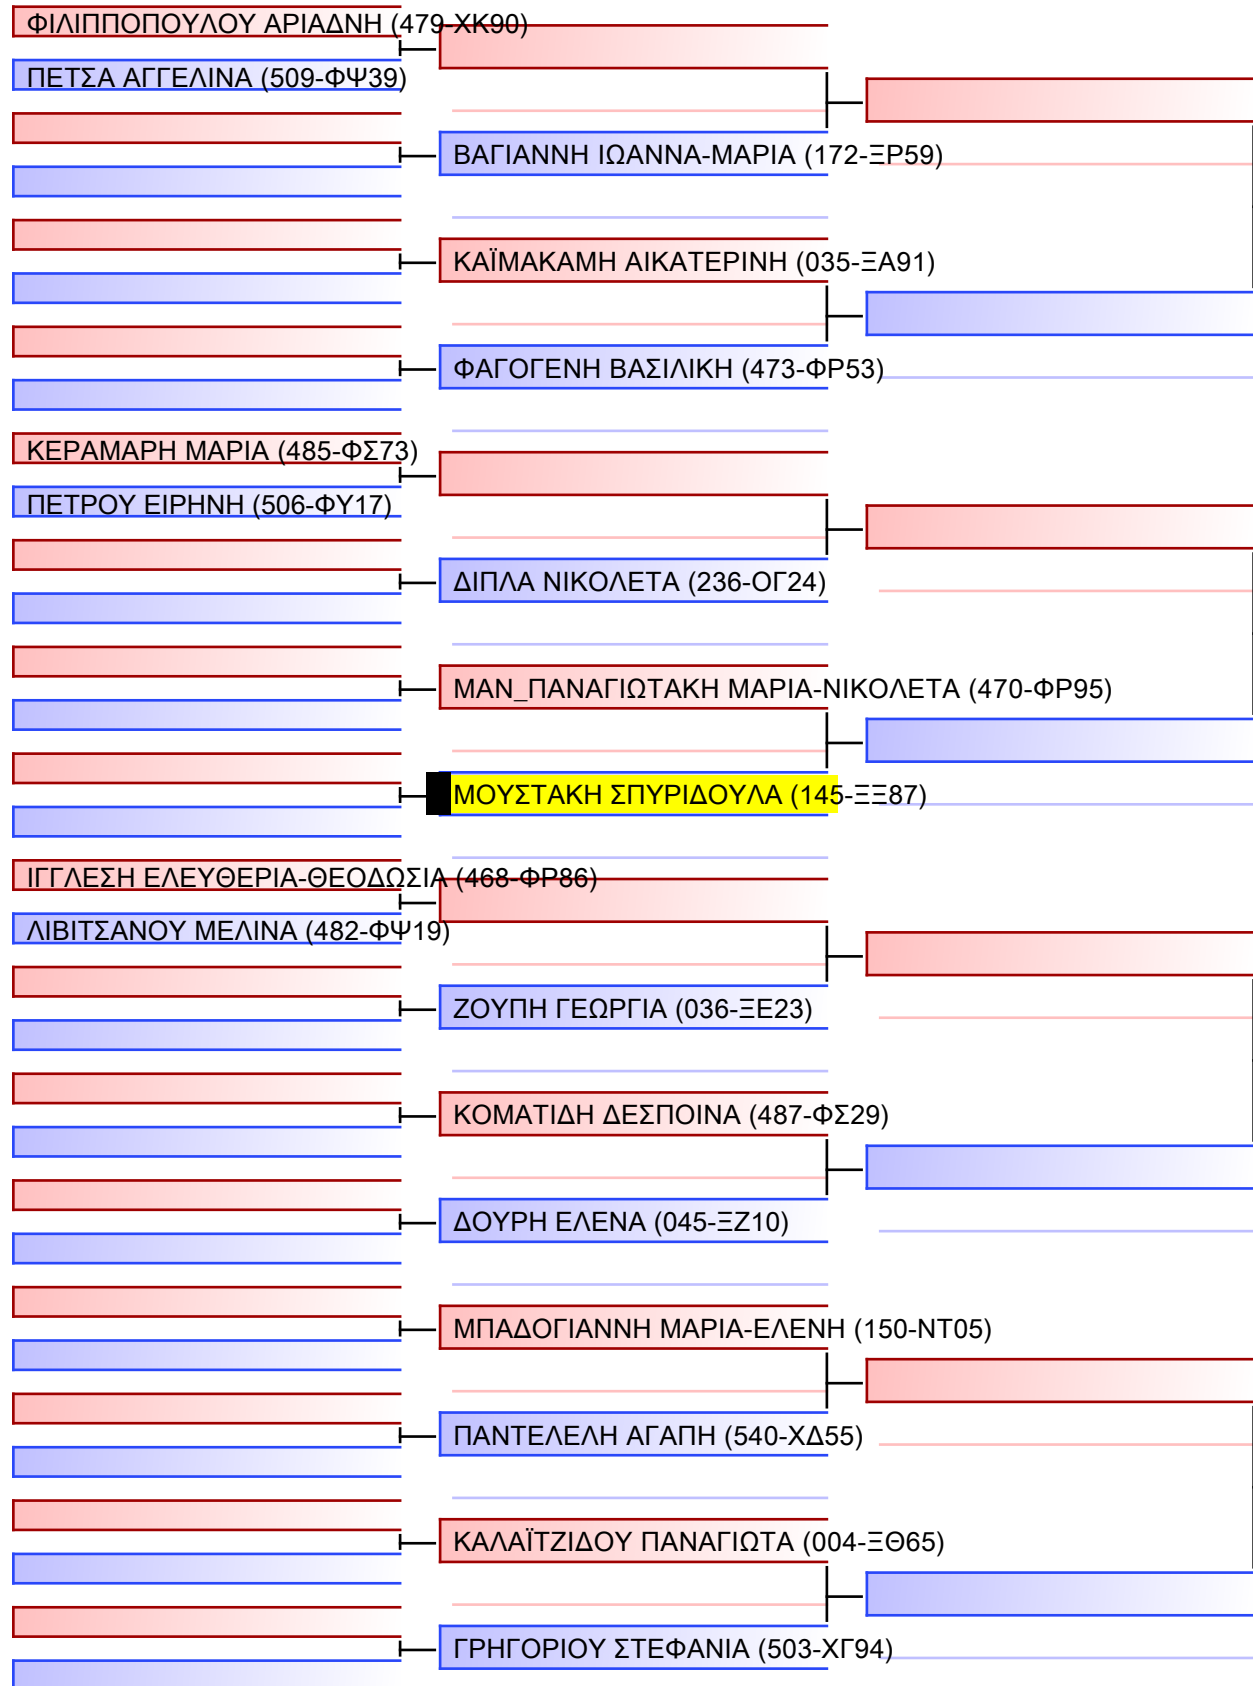 ΦΙΛΙΠΠΟΠΟΥΛΟΥ ΑΡΙΑΔΝΗ (479-ΧΚ90)
ΠΕΤΣΑ ΑΓΓΕΛΙΝΑ (509-ΦΨ39)
ΒΑΓΙΑΝΝΗ ΙΩΑΝΝΑ-ΜΑΡΙΑ (172-ΞΡ59)
ΚΑΪΜΑΚΑΜΗ ΑΙΚΑΤΕΡΙΝΗ (035-ΞΑ91)
ΦΑΓΟΓΕΝΗ ΒΑΣΙΛΙΚΗ (473-ΦΡ53)
ΚΕΡΑΜΑΡΗ ΜΑΡΙΑ (485-ΦΣ73)
ΠΕΤΡΟΥ ΕΙΡΗΝΗ (506-ΦΥ17)
ΔΙΠΛΑ ΝΙΚΟΛΕΤΑ (236-ΟΓ24)
ΜΑΝ_ΠΑΝΑΓΙΩΤΑΚΗ ΜΑΡΙΑ-ΝΙΚΟΛΕΤΑ (470-ΦΡ95)
ΜΟΥΣΤΑΚΗ ΣΠΥΡΙΔΟΥΛΑ (145-ΞΞ87)
ΙΓΓΛΕΣΗ ΕΛΕΥΘΕΡΙΑ-ΘΕΟΔΩΣΙΑ (468-ΦΡ86)
ΛΙΒΙΤΣΑΝΟΥ ΜΕΛΙΝΑ (482-ΦΨ19)
ΖΟΥΠΗ ΓΕΩΡΓΙΑ (036-ΞΕ23)
ΚΟΜΑΤΙΔΗ ΔΕΣΠΟΙΝΑ (487-ΦΣ29)
ΔΟΥΡΗ ΕΛΕΝΑ (045-ΞΖ10)
ΜΠΑΔΟΓΙΑΝΝΗ ΜΑΡΙΑ-ΕΛΕΝΗ (150-ΝΤ05)
ΠΑΝΤΕΛΕΛΗ ΑΓΑΠΗ (540-ΧΔ55)
ΚΑΛΑΪΤΖΙΔΟΥ ΠΑΝΑΓΙΩΤΑ (004-ΞΘ65)
ΓΡΗΓΟΡΙΟΥ ΣΤΕΦΑΝΙΑ (503-ΧΓ94)